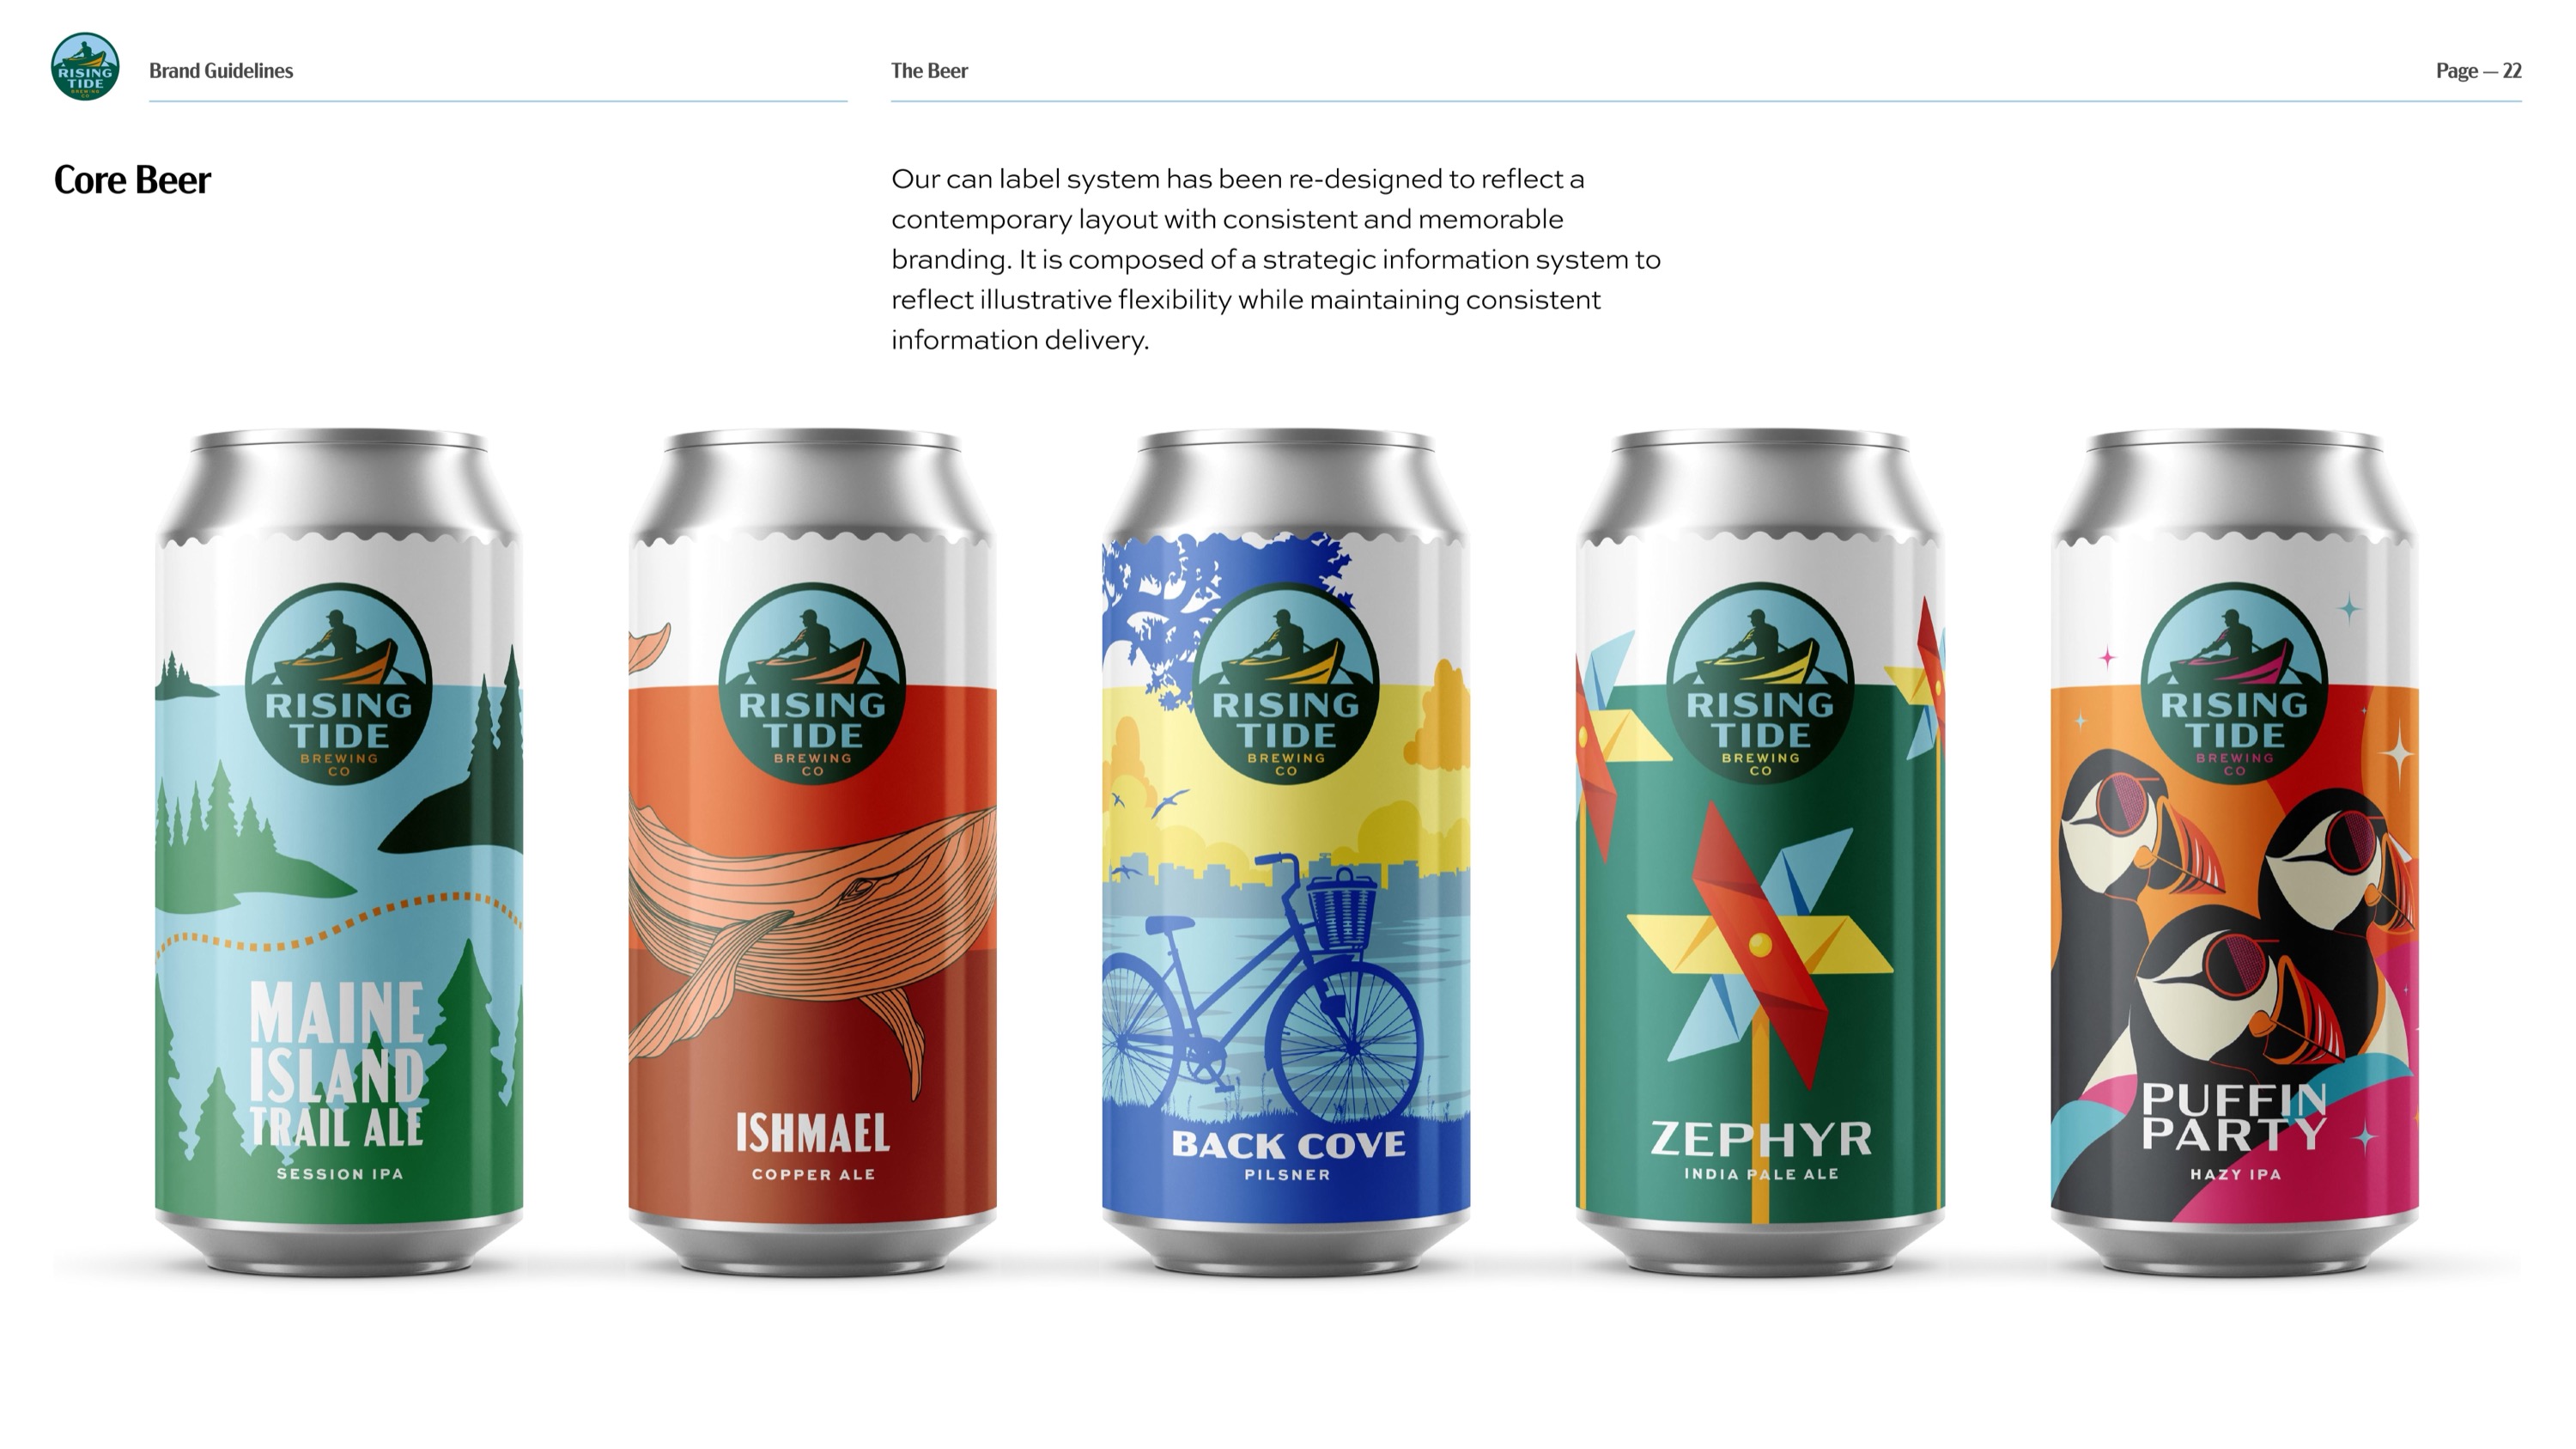 RISING
TIDE
BREWING
CO
Brand Guidelines
The Beer
Page — 22
Core Beer
Our can label system has been re-designed to reflect a
contemporary layout with consistent and memorable
branding. It is composed of a strategic information system to
reflect illustrative flexibility while maintaining consistent
information delivery.
RISING
TIDE
BREWING
CO
MAINE
ISLAND
TRAIL ALE
SESSION IPA
RISING
TIDE
BREWING
CO
ISHMAEL
COPPER ALE
RISING
TIDE
BREWING
CO
BACK COVE
PILSNER
RISING
TIDE
BREWING
CO
ZEPHYR
INDIA PALE ALE
RISING
TIDE
BREWING
CO
PUFFIN
PARTY
HAZY IPA